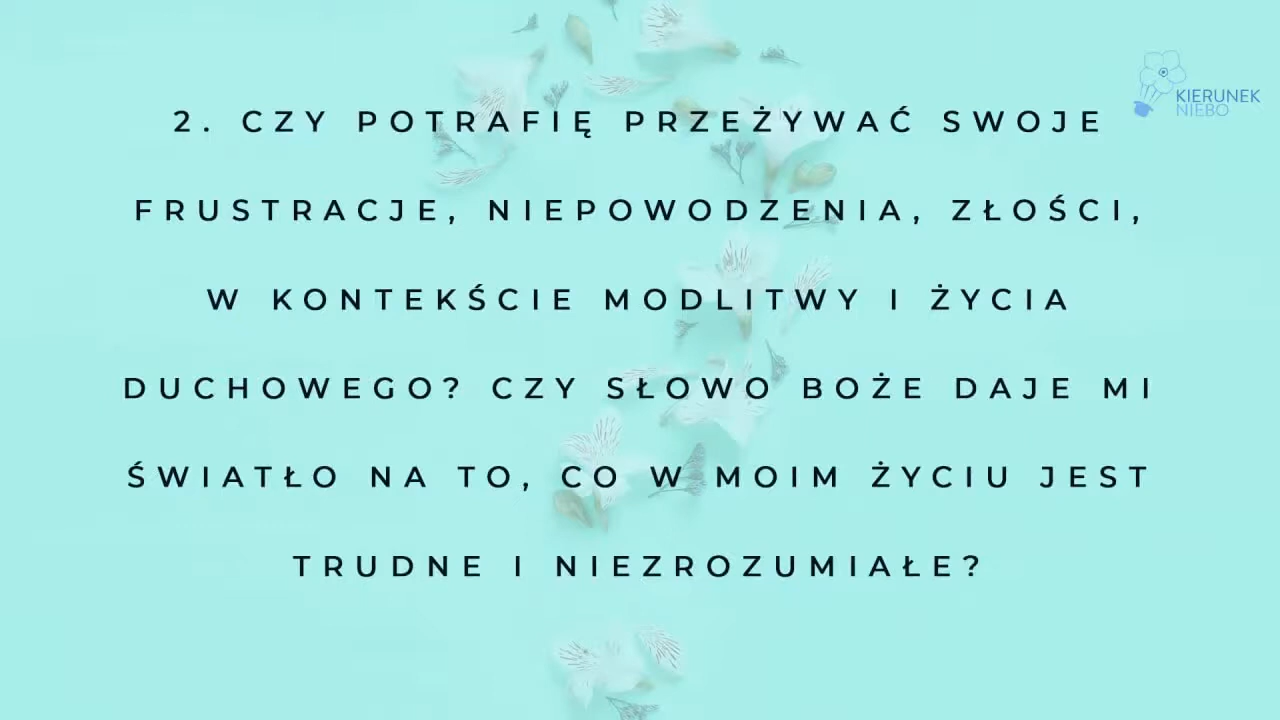 KIERUNEK
NIEBO
2. CZY POTRAFIĘ PRZEŻYWAĆ SWOJE
FRUSTRACJE, NIEPOWODZENIA, ZŁOŚCI,
W KONTEKŚCIE MODLITWY I ŻYCIA
DUCHOWEGO? CZY SŁOWO BOŻE DAJE MI
ŚWIATŁO NA TO, CO W MOIM ŻYCIU JEST
TRUDNE I NIEZROZUMIAŁE?